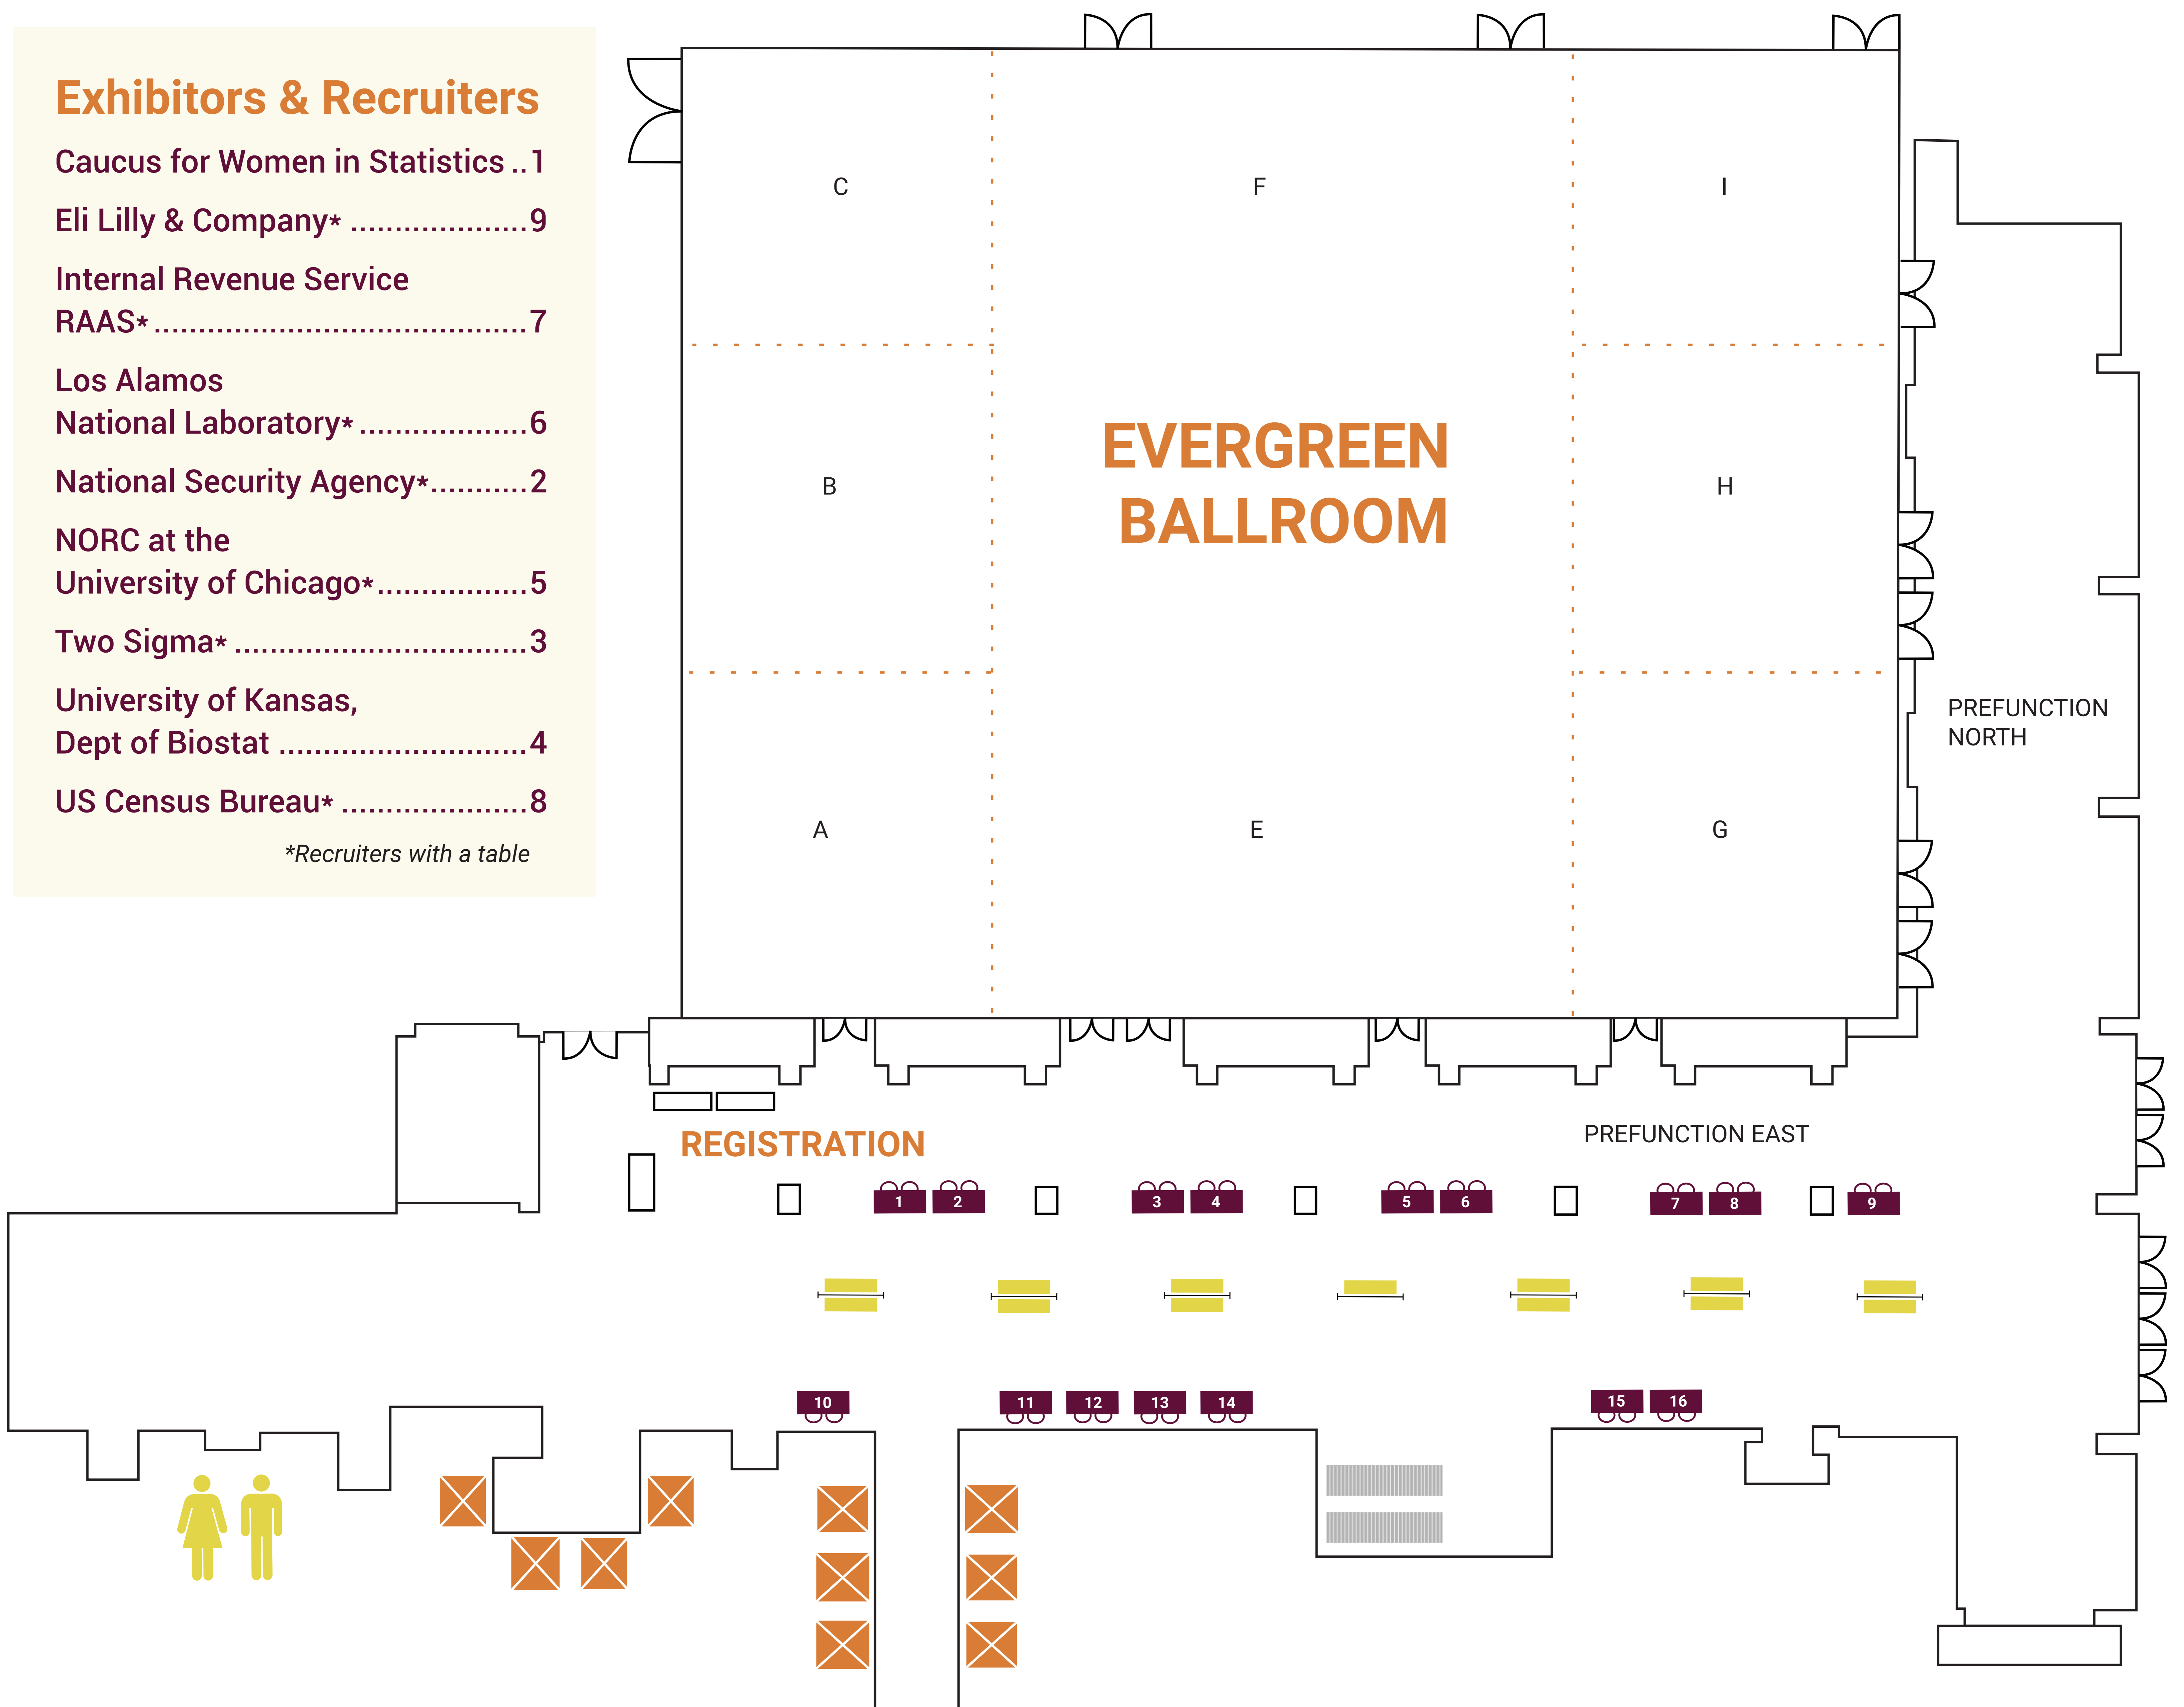 Exhibitors & Recruiters
Caucus for Women in Statistics ..1
Eli Lilly & Company* ....................9
Internal Revenue Service
RAAS*..........................................7
Los Alamos
National Laboratory*...................6
National Security Agency*...........2
NORC at the
University of Chicago*.................5
Two Sigma* .................................3
University of Kansas,
Dept of Biostat ............................4
US Census Bureau* .....................8
*Recruiters with a table
C
F
I
EVERGREEN
BALLROOM
B
H
PREFUNCTION
NORTH
A
E
G
REGISTRATION
PREFUNCTION EAST
1
2
3
4
5
6
7
8
9
10
11
12
13
14
15
16